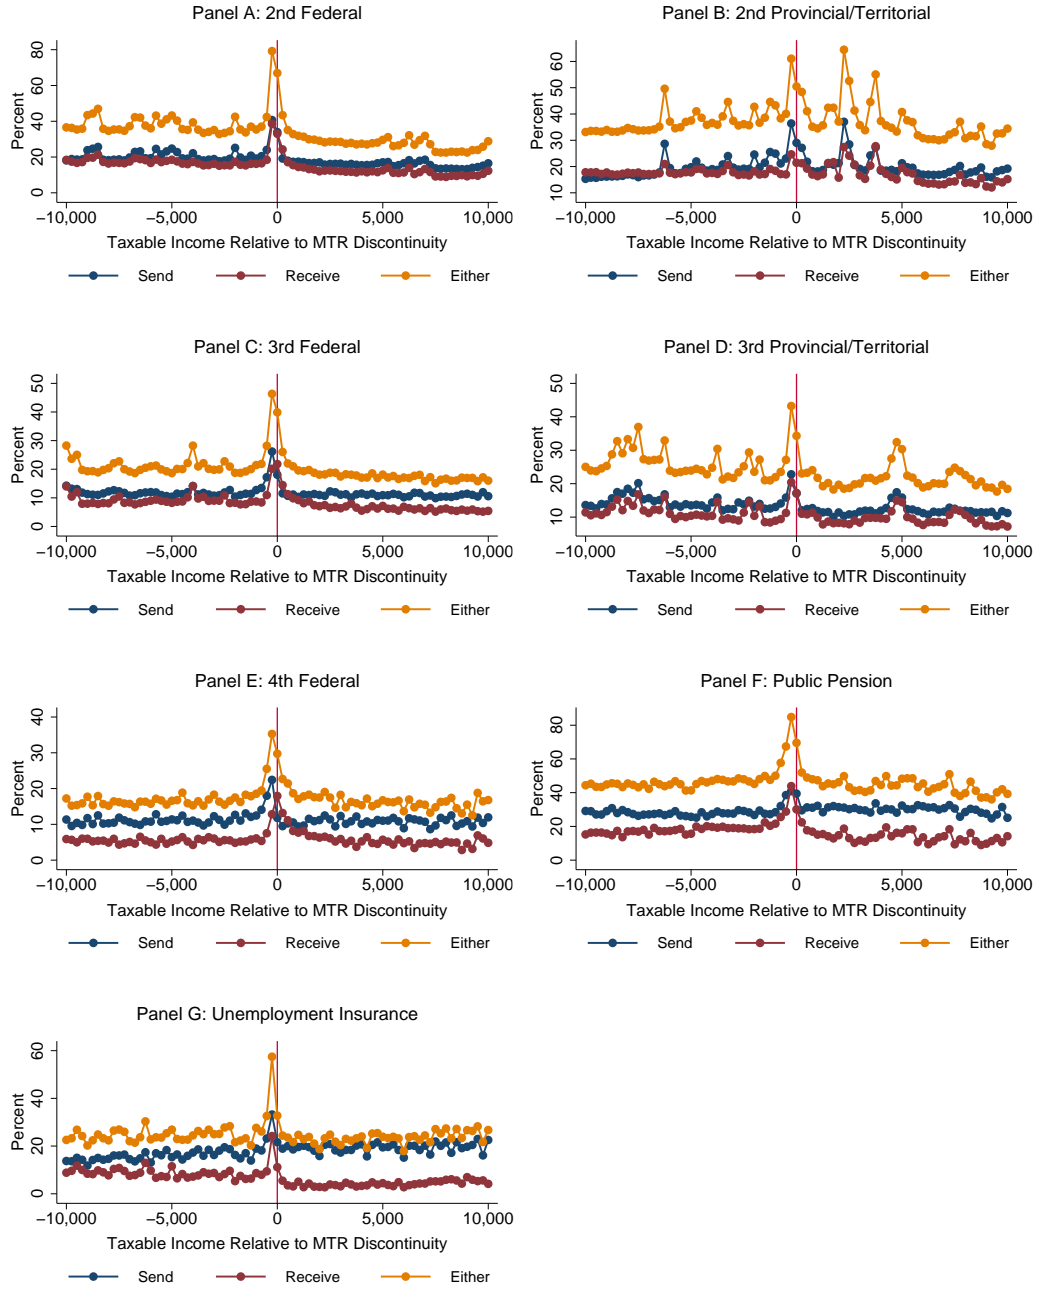 Panel A: 2nd Federal
Percent
80
60
40
20
0
−10,000 −5,000 0 5,000 10,000
Taxable Income Relative to MTR Discontinuity
Send Receive Either
Panel B: 2nd Provincial/Territorial
Percent
60
50
40
30
20
10
−10,000 −5,000 0 5,000 10,000
Taxable Income Relative to MTR Discontinuity
Send Receive Either
Panel C: 3rd Federal
Percent
50
40
30
20
10
0
−10,000 −5,000 0 5,000 10,000
Taxable Income Relative to MTR Discontinuity
Send Receive Either
Panel D: 3rd Provincial/Territorial
Percent
50
40
30
20
10
−10,000 −5,000 0 5,000 10,000
Taxable Income Relative to MTR Discontinuity
Send Receive Either
Panel E: 4th Federal
Percent
40
30
20
10
0
−10,000 −5,000 0 5,000 10,000
Taxable Income Relative to MTR Discontinuity
Send Receive Either
Panel F: Public Pension
Percent
80
60
40
20
0
−10,000 −5,000 0 5,000 10,000
Taxable Income Relative to MTR Discontinuity
Send Receive Either
Panel G: Unemployment Insurance
Percent
60
40
20
0
−10,000 −5,000 0 5,000 10,000
Taxable Income Relative to MTR Discontinuity
Send Receive Either